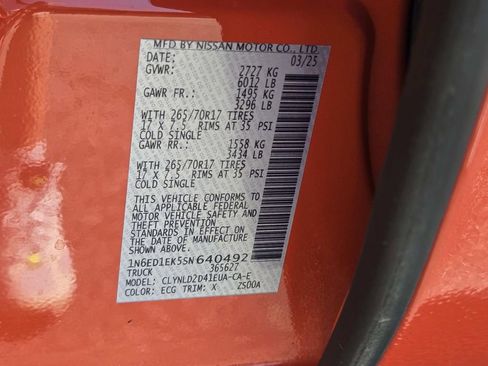 MFD BY NISSAN MOTOR CO., LTD.
DATE: 03/25
GVWR: 2727 KG
6012 LB
GAWR FR.: 1495 KG
3296 LB
WITH 265/70R17 TIRES
17 X 7.5 RIMS AT 35 PSI
COLD SINGLE
GAWR RR.: 1558 KG
3434 LB
WITH 265/70R17 TIRES
17 X 7.5 RIMS AT 35 PSI
COLD SINGLE
THIS VEHICLE CONFORMS TO
ALL APPLICABLE FEDERAL
MOTOR VEHICLE SAFETY AND
THEFT PREVENTION
STANDARDS IN EFFECT ON
THE DATE OF MANUFACTURE
SHOWN ABOVE.
1N6ED1EK5SN640492
TRUCK 365627
MODEL: CLYNLD2D41EUA-CA-E
COLOR: ECG TRIM: X ZS00A